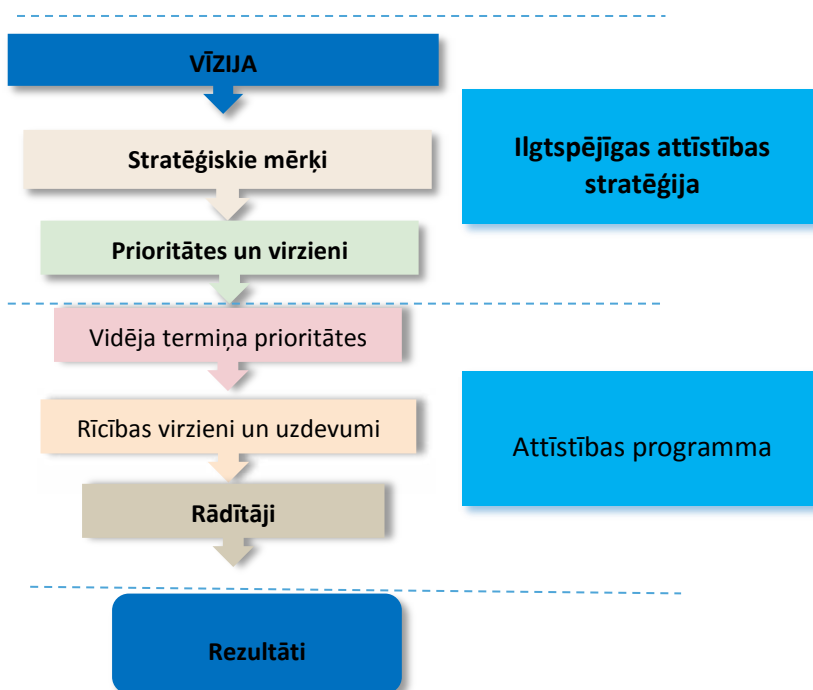 VĪZIJA
Stratēģiskie mērķi
Prioritātes un virzieni
Ilgtspējīgas attīstības
stratēģija
Vidēja termiņa prioritātes
Rīcības virzieni un uzdevumi
Rādītāji
Attīstības programma
Rezultāti